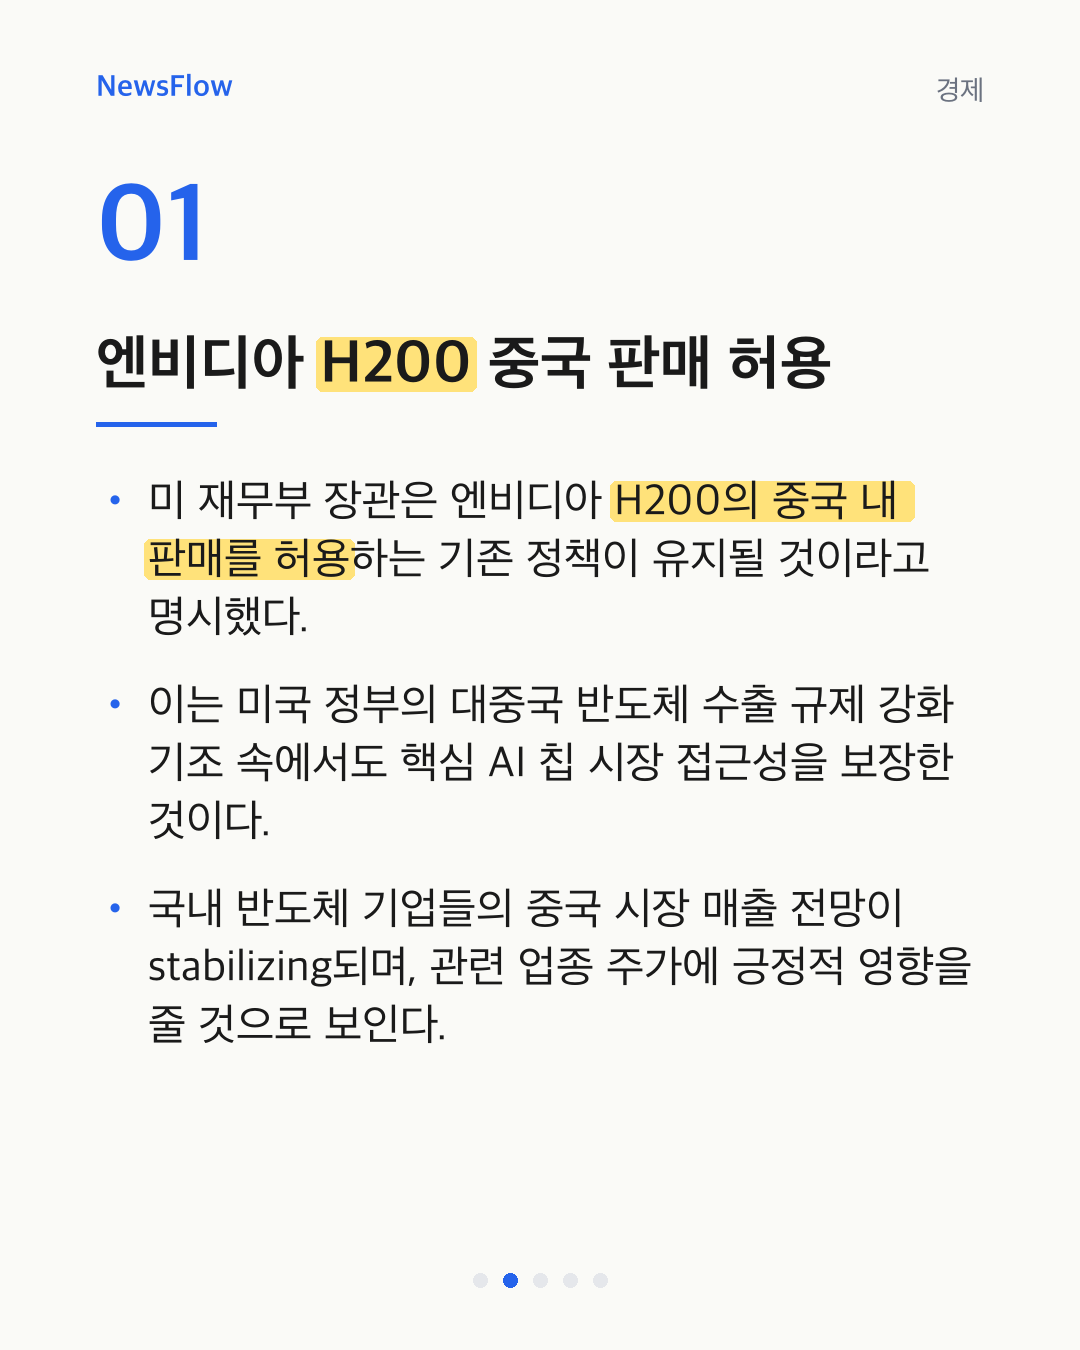 NewsFlow
경제
01
엔비디아 H200 중국 판매 허용
미 재무부 장관은 엔비디아 H200의 중국 내
판매를 허용하는 기존 정책이 유지될 것이라고
명시했다.
이는 미국 정부의 대중국 반도체 수출 규제 강화
기조 속에서도 핵심 AI 칩 시장 접근성을 보장한
것이다.
국내 반도체 기업들의 중국 시장 매출 전망이
stabilizing되며, 관련 업종 주가에 긍정적 영향을
줄 것으로 보인다.